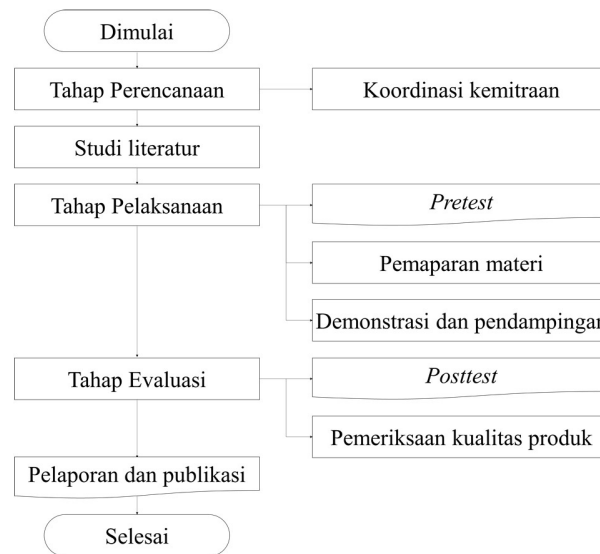 Dimulai
Tahap Perencanaan
Koordinasi kemitraan
Studi literatur
Tahap Pelaksanaan
Pretest
Pemaparan materi
Demonstrasi dan pendampingan
Tahap Evaluasi
Posttest
Pemeriksaan kualitas produk
Pelaporan dan publikasi
Selesai